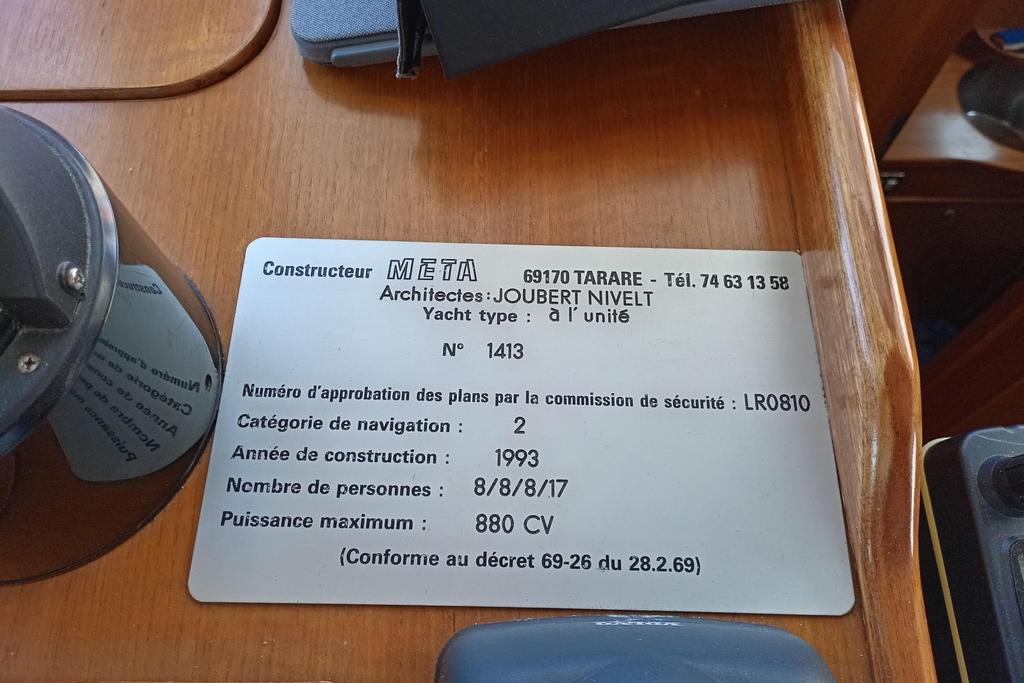 Constructeur META 69170 TARARE - Tél. 74 63 13 58
Architectes : JOUBERT NIVELT
Yacht type : à l'unité
N° 1413
Numéro d'approbation des plans par la commission de sécurité : LR0810
Catégorie de navigation : 2
Année de construction : 1993
Nombre de personnes : 8/8/8/17
Puissance maximum : 880 CV
(Conforme au décret 69-26 du 28.2.69)